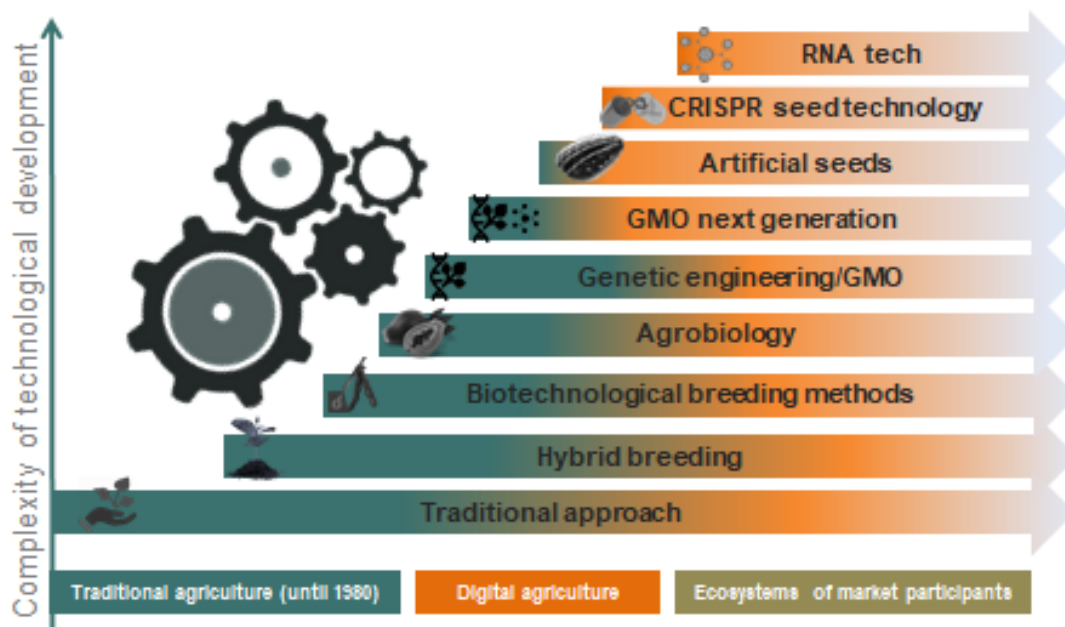 Complexity of technological development
RNA tech
CRISPR seed technology
Artificial seeds
GMO next generation
Genetic engineering/GMO
Agrobiology
Biotechnological breeding methods
Hybrid breeding
Traditional approach
Traditional agriculture (until 1980)
Digital agriculture
Ecosystems of market participants